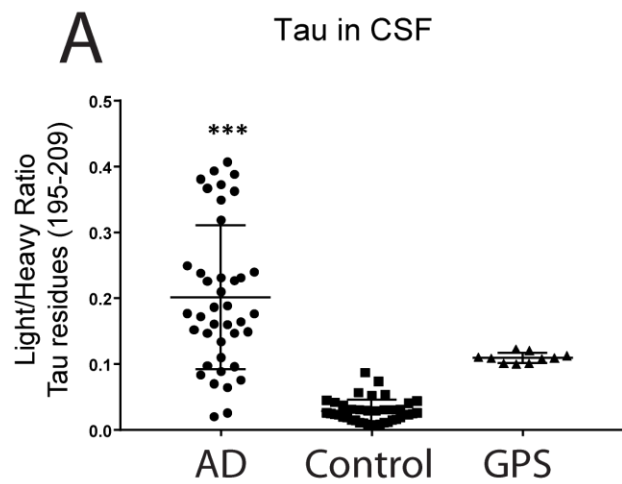 A
Tau in CSF
Light/Heavy Ratio
Tau residues (195-209)
0.5
0.4
0.3
0.2
0.1
0.0
***
AD Control GPS